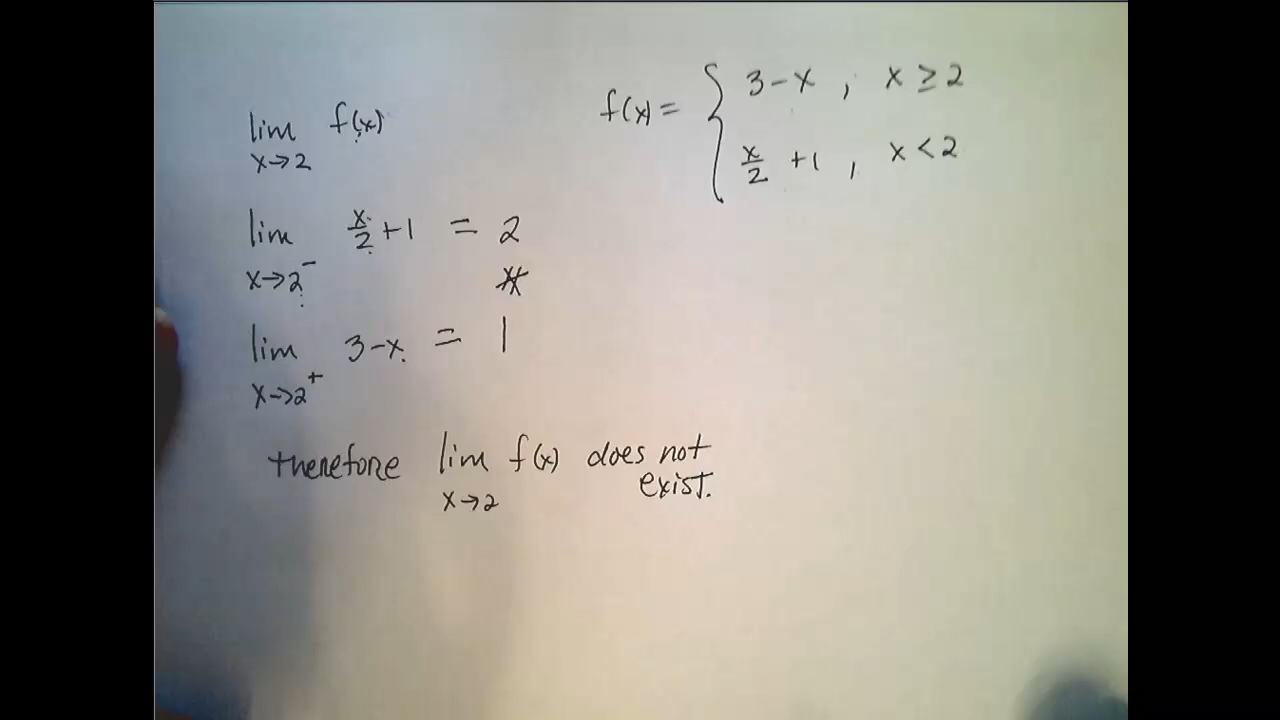 lim f(x)
x→2
f(x) = { 3-x , x ≥ 2
x/2 +1 , x < 2
lim x/2 +1 = 2
x→2⁻ ≠
lim 3-x = 1
x→2⁺
therefore lim f(x) does not
x→2 exist.